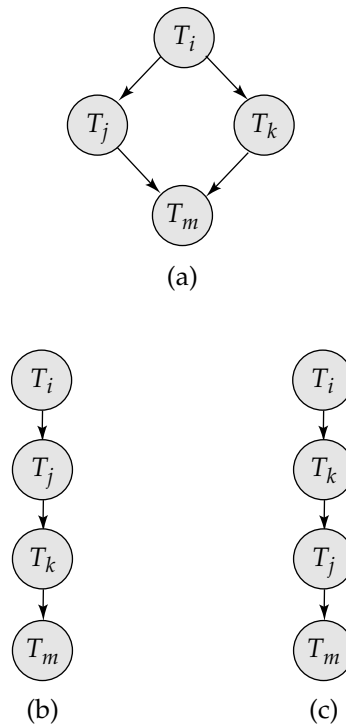 T_i
T_j T_k
T_m
(a)
T_i T_i
T_j T_k
T_k T_j
T_m T_m
(b) (c)